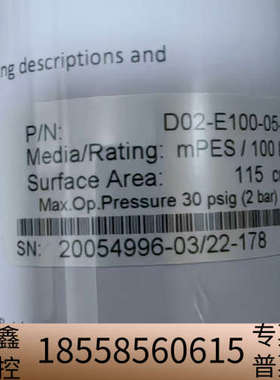 ing descriptions and
P/N: D02-E100-05-
Media/Rating: mPES / 100
Surface Area: 115 c
Max.Op.Pressure 30 psig (2 bar)
SN: 20054996-03/22-178
鑫 18558560615 专
控 普